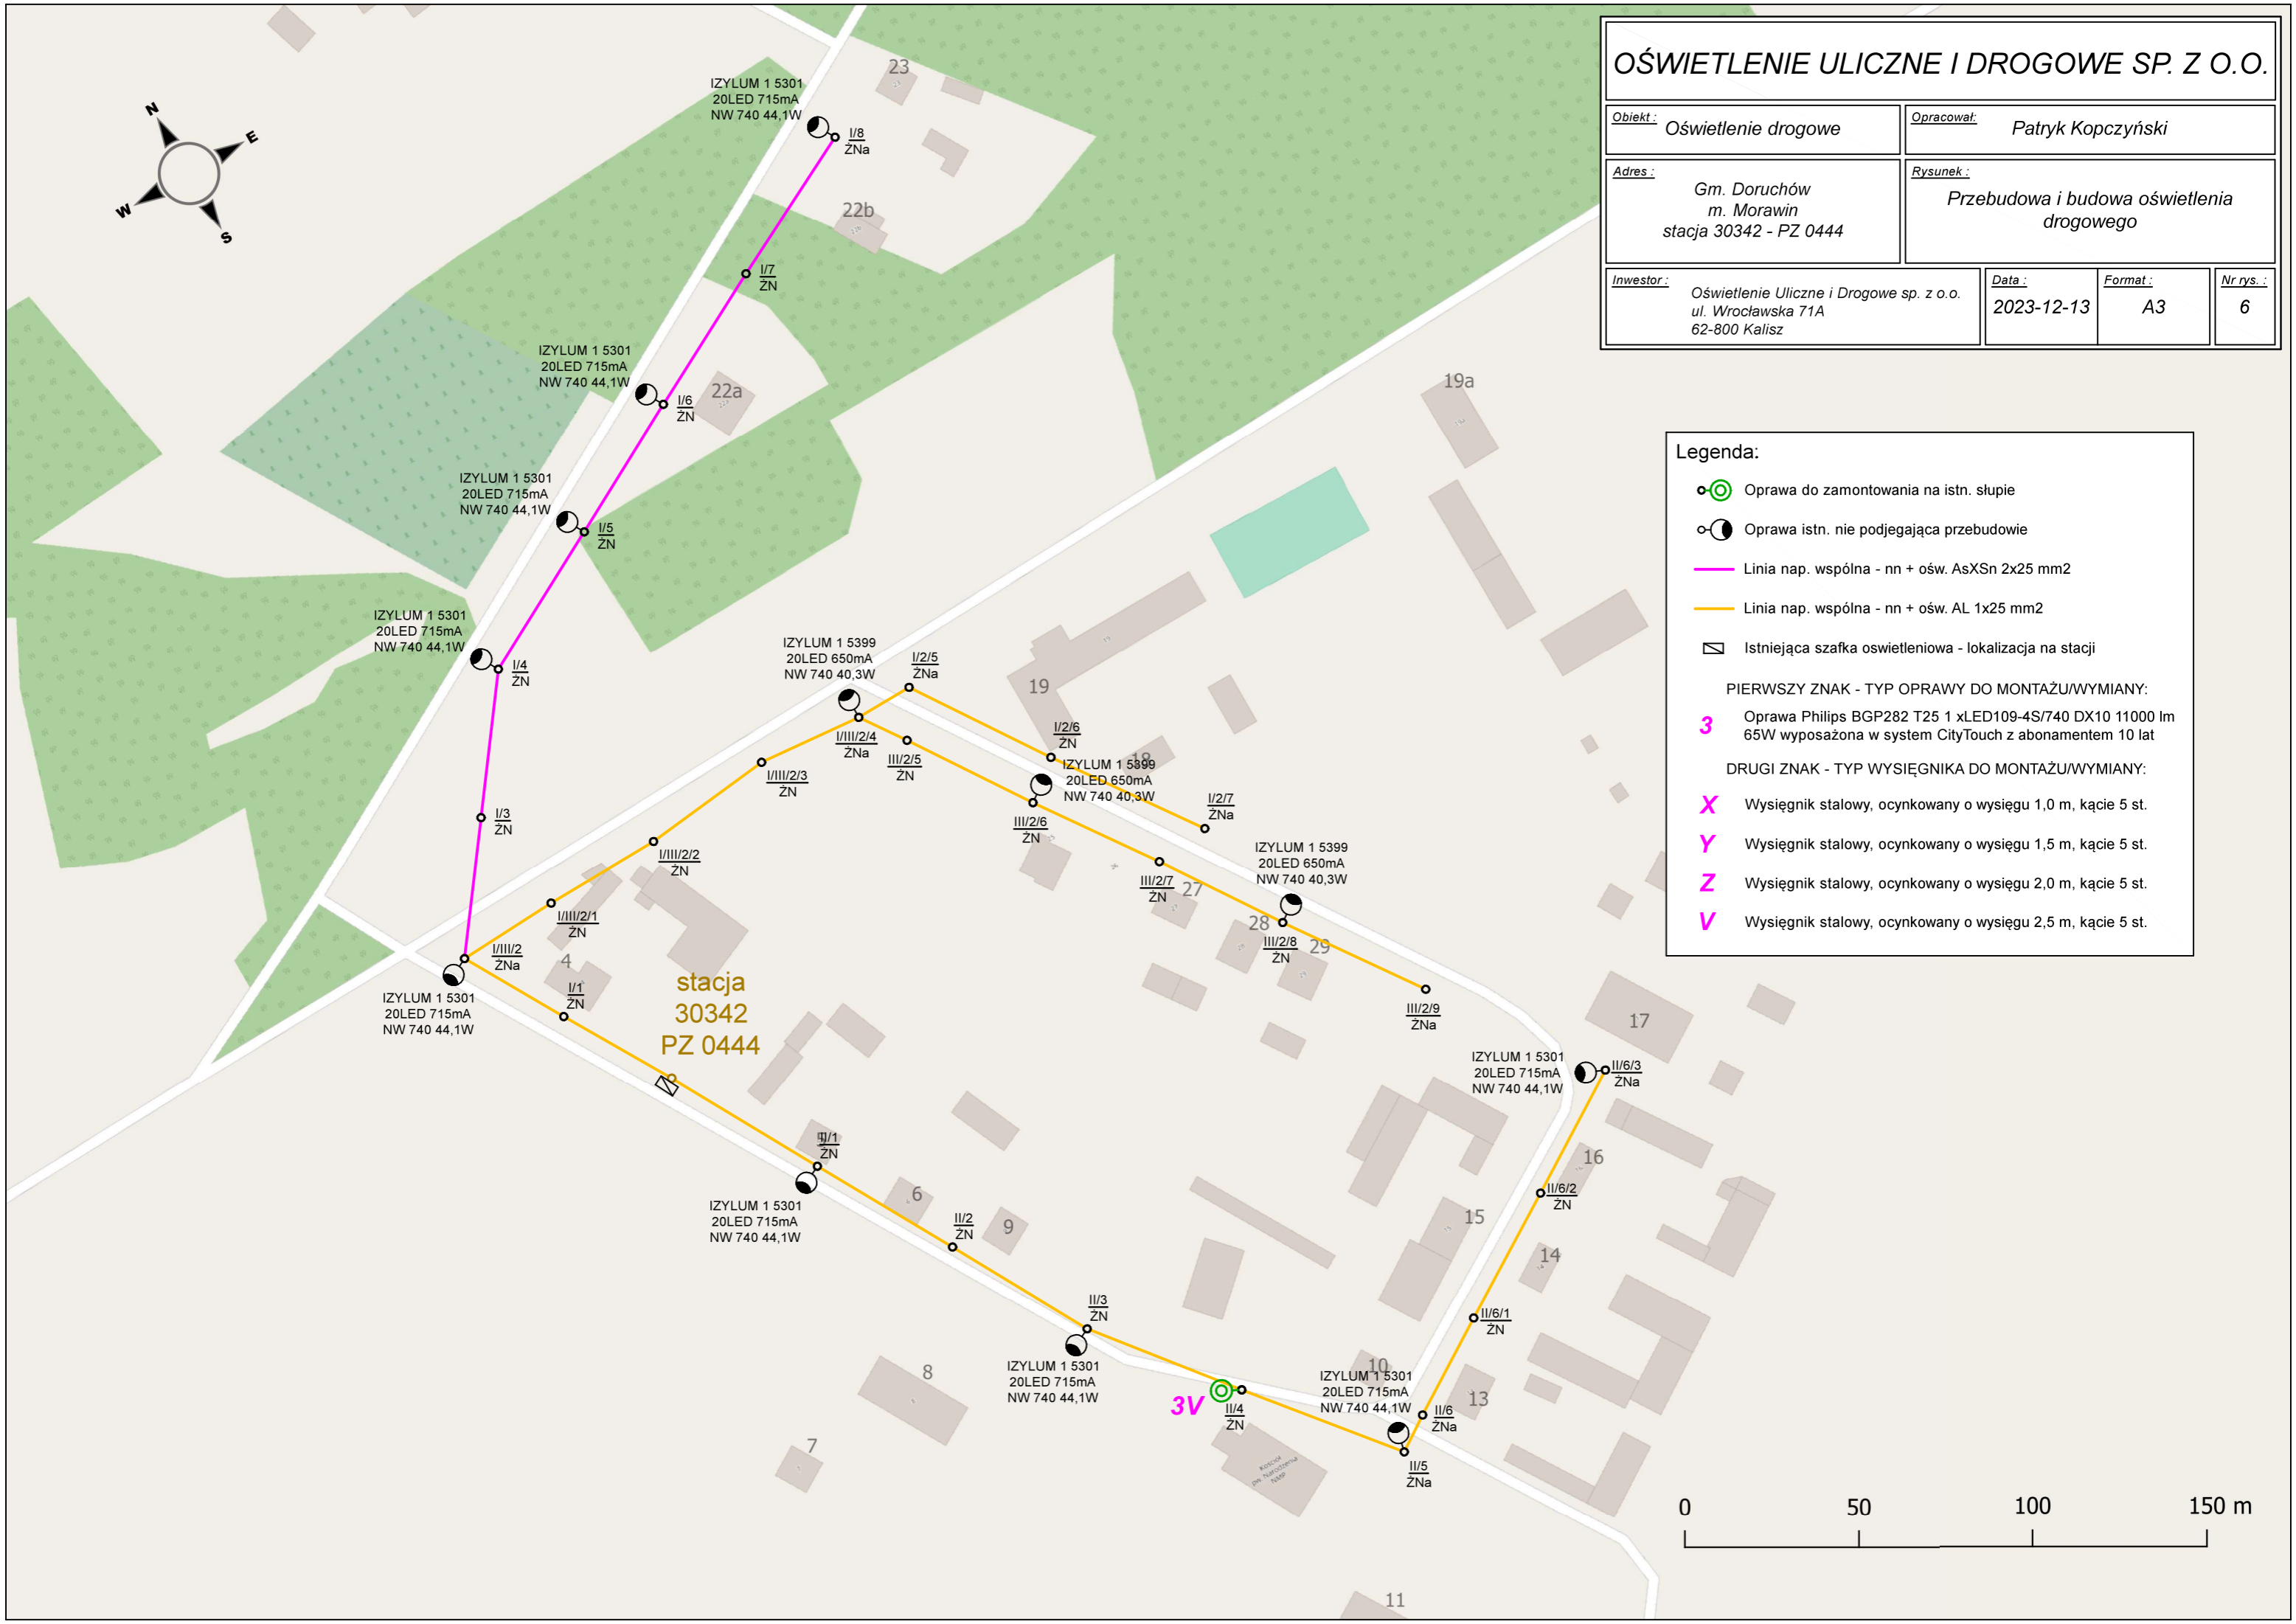 OŚWIETLENIE ULICZNE I DROGOWE SP. Z O.O.
Obiekt :
Oświetlenie drogowe
Opracował:
Patryk Kopczyński
Adres :
Gm. Doruchów
m. Morawin
stacja 30342 - PZ 0444
Rysunek :
Przebudowa i budowa oświetlenia
drogowego
Inwestor :
Oświetlenie Uliczne i Drogowe sp. z o.o.
ul. Wrocławska 71A
62-800 Kalisz
Data :
2023-12-13
Format :
A3
Nr rys. :
6
Legenda:
Oprawa do zamontowania na istn. słupie
Oprawa istn. nie podjegająca przebudowie
Linia nap. wspólna - nn + ośw. AsXSn 2x25 mm2
Linia nap. wspólna - nn + ośw. AL 1x25 mm2
Istniejąca szafka oswietleniowa - lokalizacja na stacji
PIERWSZY ZNAK - TYP OPRAWY DO MONTAŻU/WYMIANY:
3
Oprawa Philips BGP282 T25 1 xLED109-4S/740 DX10 11000 lm
65W wyposażona w system CityTouch z abonamentem 10 lat
DRUGI ZNAK - TYP WYSIĘGNIKA DO MONTAŻU/WYMIANY:
X Wysięgnik stalowy, ocynkowany o wysięgu 1,0 m, kącie 5 st.
Y Wysięgnik stalowy, ocynkowany o wysięgu 1,5 m, kącie 5 st.
Z Wysięgnik stalowy, ocynkowany o wysięgu 2,0 m, kącie 5 st.
V Wysięgnik stalowy, ocynkowany o wysięgu 2,5 m, kącie 5 st.
N
E
W
S
23
IZYLUM 1 5301
20LED 715mA
NW 740 44,1W
I/8
ŻNa
22b
I/7
ŻN
IZYLUM 1 5301
20LED 715mA
NW 740 44,1W
I/6
ŻN
22a
19a
IZYLUM 1 5301
20LED 715mA
NW 740 44,1W
I/5
ŻN
IZYLUM 1 5301
20LED 715mA
NW 740 44,1W
I/4
ŻN
IZYLUM 1 5399
20LED 650mA
NW 740 40,3W
I/2/5
ŻNa
19
I/III/2/4
ŻNa
III/2/5
ŻN
I/2/6
ŻN
18
IZYLUM 1 5399
20LED 650mA
NW 740 40,3W
I/III/2/3
ŻN
I/2/7
ŻNa
I/3
ŻN
III/2/6
ŻN
I/III/2/2
ŻN
IZYLUM 1 5399
20LED 650mA
NW 740 40,3W
III/2/7
ŻN
27
I/III/2/1
ŻN
28
III/2/8
ŻN
29
I/III/2
ŻNa
4
IZYLUM 1 5301
20LED 715mA
NW 740 44,1W
I/1
ŻN
stacja
30342
PZ 0444
III/2/9
ŻNa
17
IZYLUM 1 5301
20LED 715mA
NW 740 44,1W
II/6/3
ŻNa
II/1
ŻN
16
IZYLUM 1 5301
20LED 715mA
NW 740 44,1W
6
II/6/2
ŻN
II/2
ŻN
9
15
14
II/3
ŻN
II/6/1
ŻN
IZYLUM 1 5301
20LED 715mA
NW 740 44,1W
8
10
IZYLUM 1 5301
20LED 715mA
NW 740 44,1W
13
3V
II/4
ŻN
II/6
ŻNa
7
Kościół
pw. Narodzenia
NMP
II/5
ŻNa
11
0 50 100 150 m